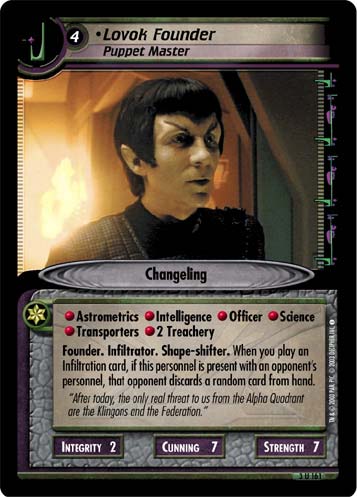 4
•Lovok Founder
Puppet Master
Changeling
•Astrometrics •Intelligence •Officer •Science
•Transporters •2 Treachery
Founder. Infiltrator. Shape-shifter. When you play an
Infiltration card, if this personnel is present with an opponent's
personnel, that opponent discards a random card from hand.
"After today, the only real threat to us from the Alpha Quadrant
are the Klingons and the Federation."
INTEGRITY 2 CUNNING 7 STRENGTH 7
3 U 161